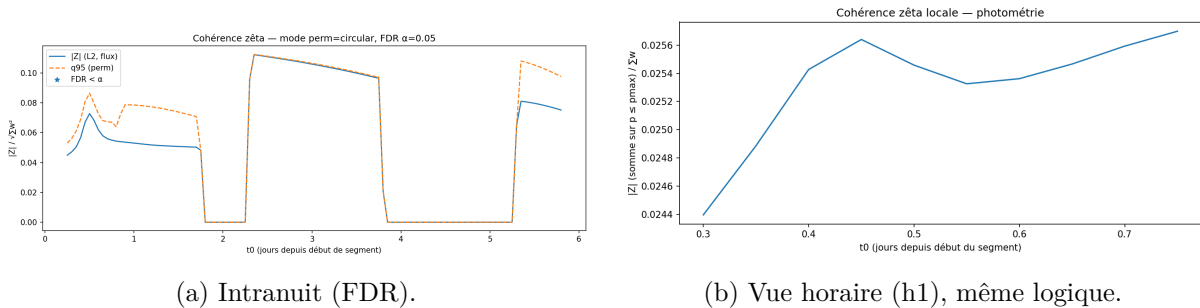 Cohérence zêta — mode perm=circular, FDR α=0.05
|Z| (L2, flux)
q95 (perm)
FDR < α
|Z| / √Σw²
0.10
0.08
0.06
0.04
0.02
0.00
0 1 2 3 4 5 6
t0 (jours depuis début de segment)
(a) Intranuit (FDR).
Cohérence zêta locale — photométrie
|Z| (somme sur p ≤ pmax) / Σw
0.0256
0.0254
0.0252
0.0250
0.0248
0.0246
0.0244
0.3 0.4 0.5 0.6 0.7
t0 (jours depuis début du segment)
(b) Vue horaire (h1), même logique.